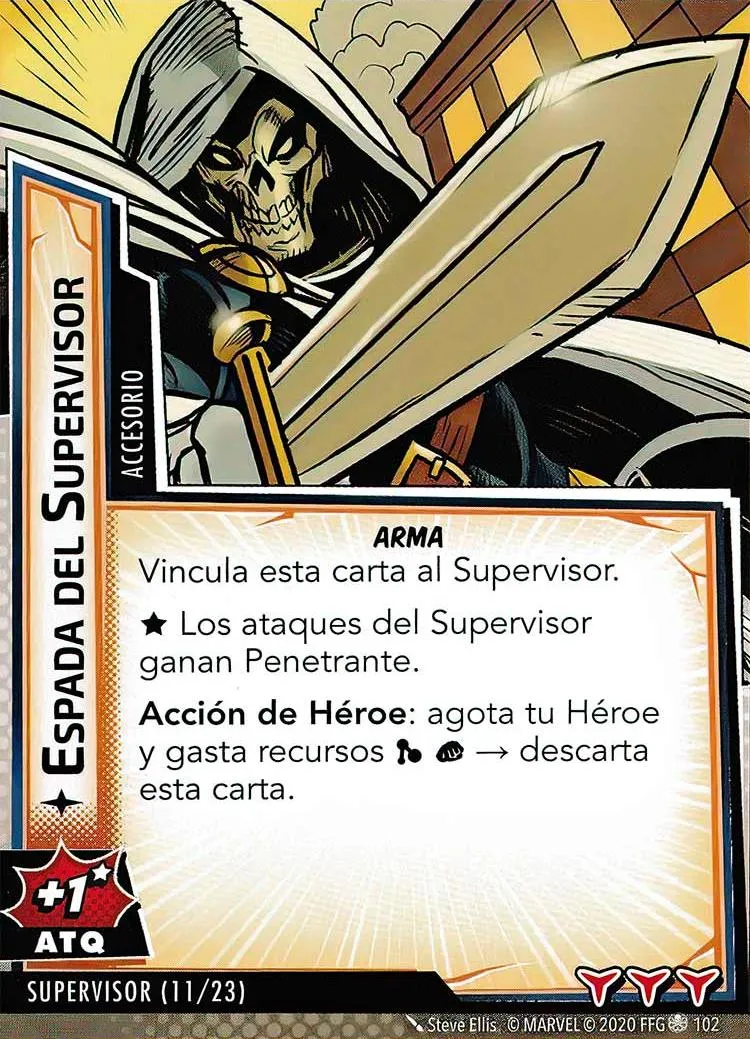 ESPADA DEL SUPERVISOR
ACCESORIO
ARMA
Vincula esta carta al Supervisor.
★ Los ataques del Supervisor
ganan Penetrante.
Acción de Héroe: agota tu Héroe
y gasta recursos → descarta
esta carta.
+1★
ATQ
SUPERVISOR (11/23)
Steve Ellis © MARVEL © 2020 FFG 102